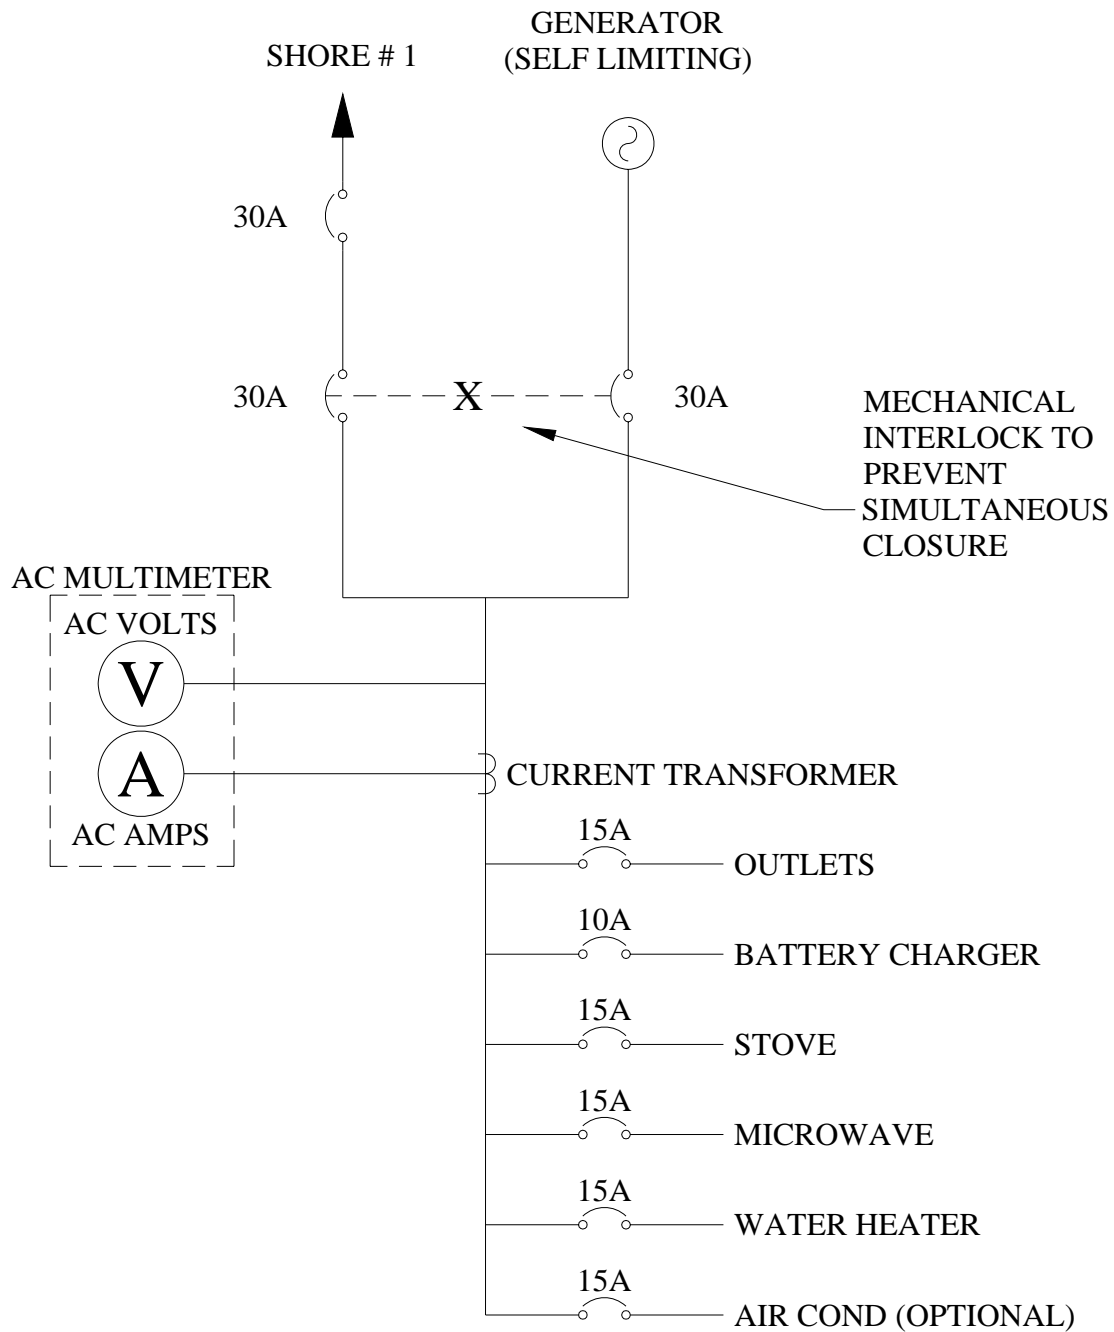 GENERATOR
(SELF LIMITING)
SHORE # 1
30A
30A
X
30A
MECHANICAL
INTERLOCK TO
PREVENT
SIMULTANEOUS
CLOSURE
AC MULTIMETER
AC VOLTS
V
A
AC AMPS
CURRENT TRANSFORMER
15A
OUTLETS
10A
BATTERY CHARGER
15A
STOVE
15A
MICROWAVE
15A
WATER HEATER
15A
AIR COND (OPTIONAL)